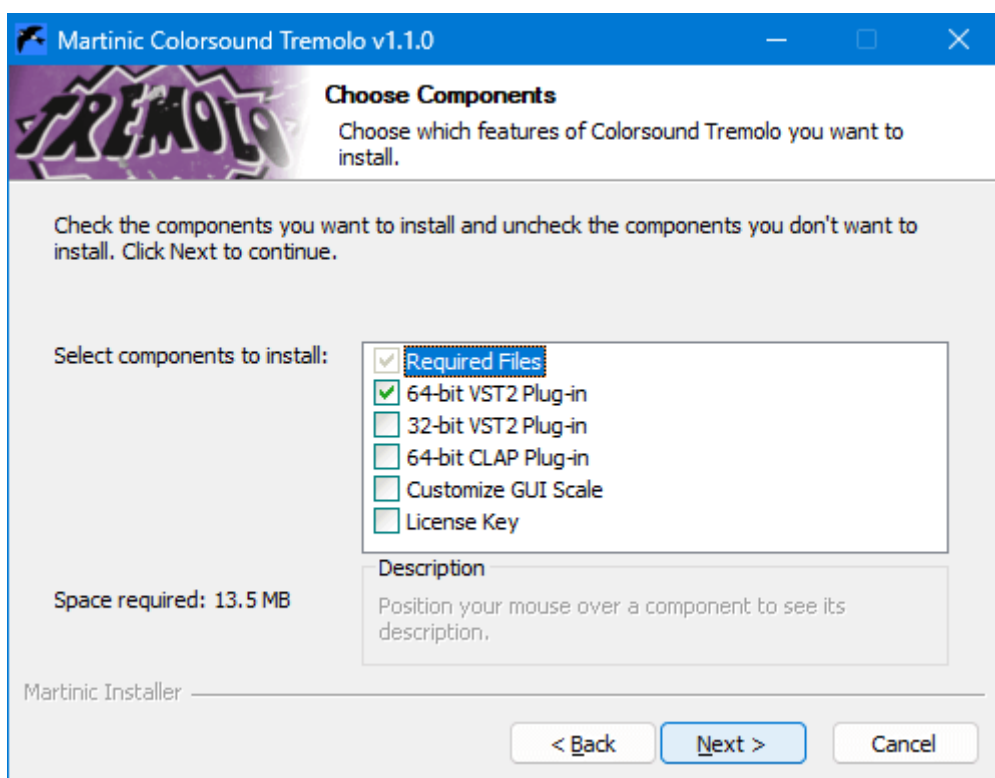 Martinic Colorsound Tremolo v1.1.0
TREMOLO
Choose Components
Choose which features of Colorsound Tremolo you want to
install.
Check the components you want to install and uncheck the components you don't want to
install. Click Next to continue.
Select components to install:
Required Files
64-bit VST2 Plug-in
32-bit VST2 Plug-in
64-bit CLAP Plug-in
Customize GUI Scale
License Key
Space required: 13.5 MB
Description
Position your mouse over a component to see its
description.
Martinic Installer
< Back
Next >
Cancel